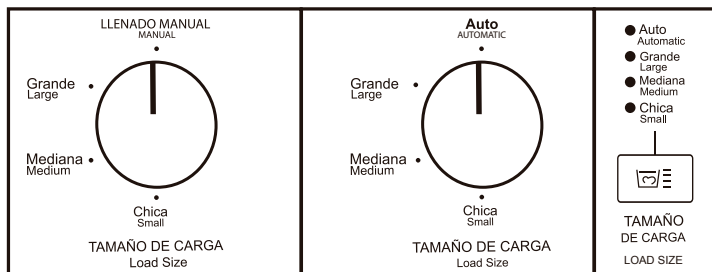 LLENADO MANUAL
MANUAL
Grande
Large
Mediana
Medium
Chica
Small
TAMAÑO DE CARGA
Load Size
Auto
AUTOMATIC
Grande
Large
Mediana
Medium
Chica
Small
TAMAÑO DE CARGA
Load Size
Auto
Automatic
Grande
Large
Mediana
Medium
Chica
Small
TAMAÑO
DE CARGA
LOAD SIZE